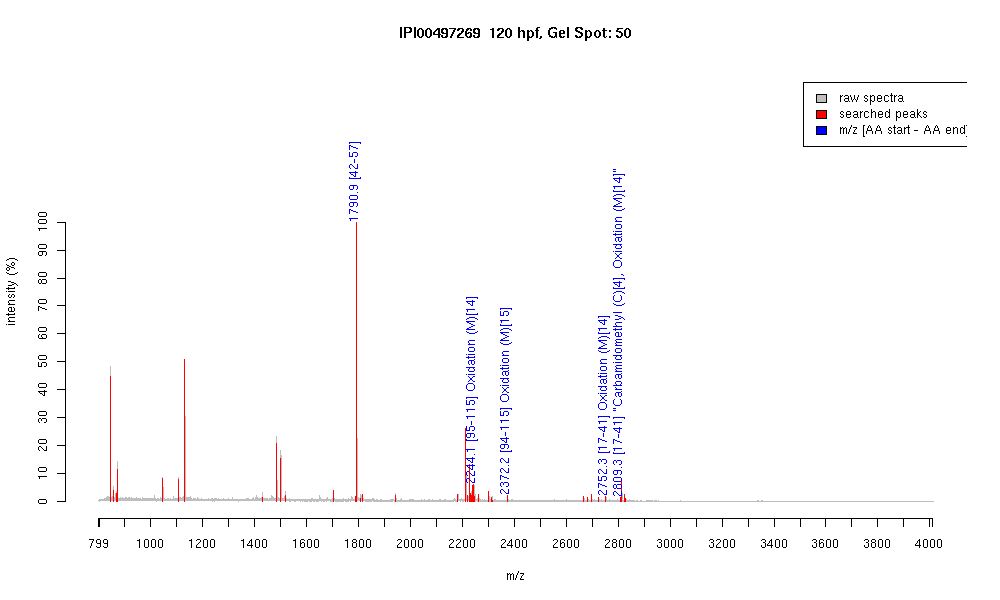 IPI00497269 120 hpf, Gel Spot: 50
raw spectra
searched peaks
m/z [AA start - AA end]
1790.9 [42-57]
2244.1 [95-115] Oxidation (M)[14]
2372.2 [94-115] Oxidation (M)[15]
2752.3 [17-41] Oxidation (M)[14]
2809.3 [17-41] "Carbamidomethyl (C)[4], Oxidation (M)[14]"
intensity (%)
100
90
80
70
60
50
40
30
20
10
0
799 1000 1200 1400 1600 1800 2000 2200 2400 2600 2800 3000 3200 3400 3600 3800 4000
m/z